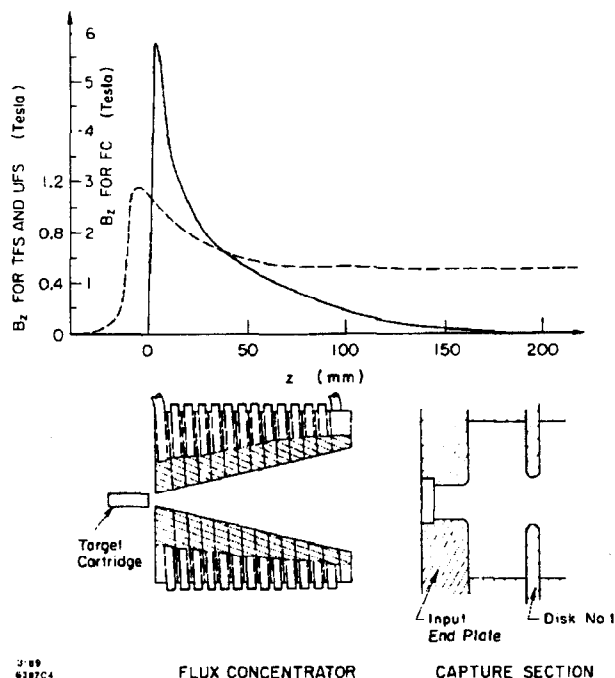 B_z FOR TFS AND UFS (Tesla)
B_z FOR FC (Tesla)
6
5
4
3
2
1
1.2
0.8
0.4
0
0 50 100 150 200
z (mm)
Target
Cartridge
Input
End Plate
Disk No 1
FLUX CONCENTRATOR CAPTURE SECTION